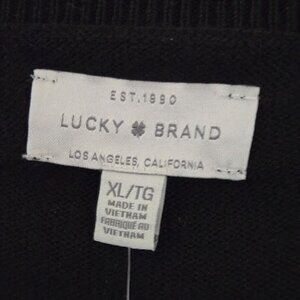 EST.1990
LUCKY BRAND
LOS ANGELES, CALIFORNIA
XL/TG
MADE IN
VIETNAM
FABRIQUÉ AU
VIETNAM